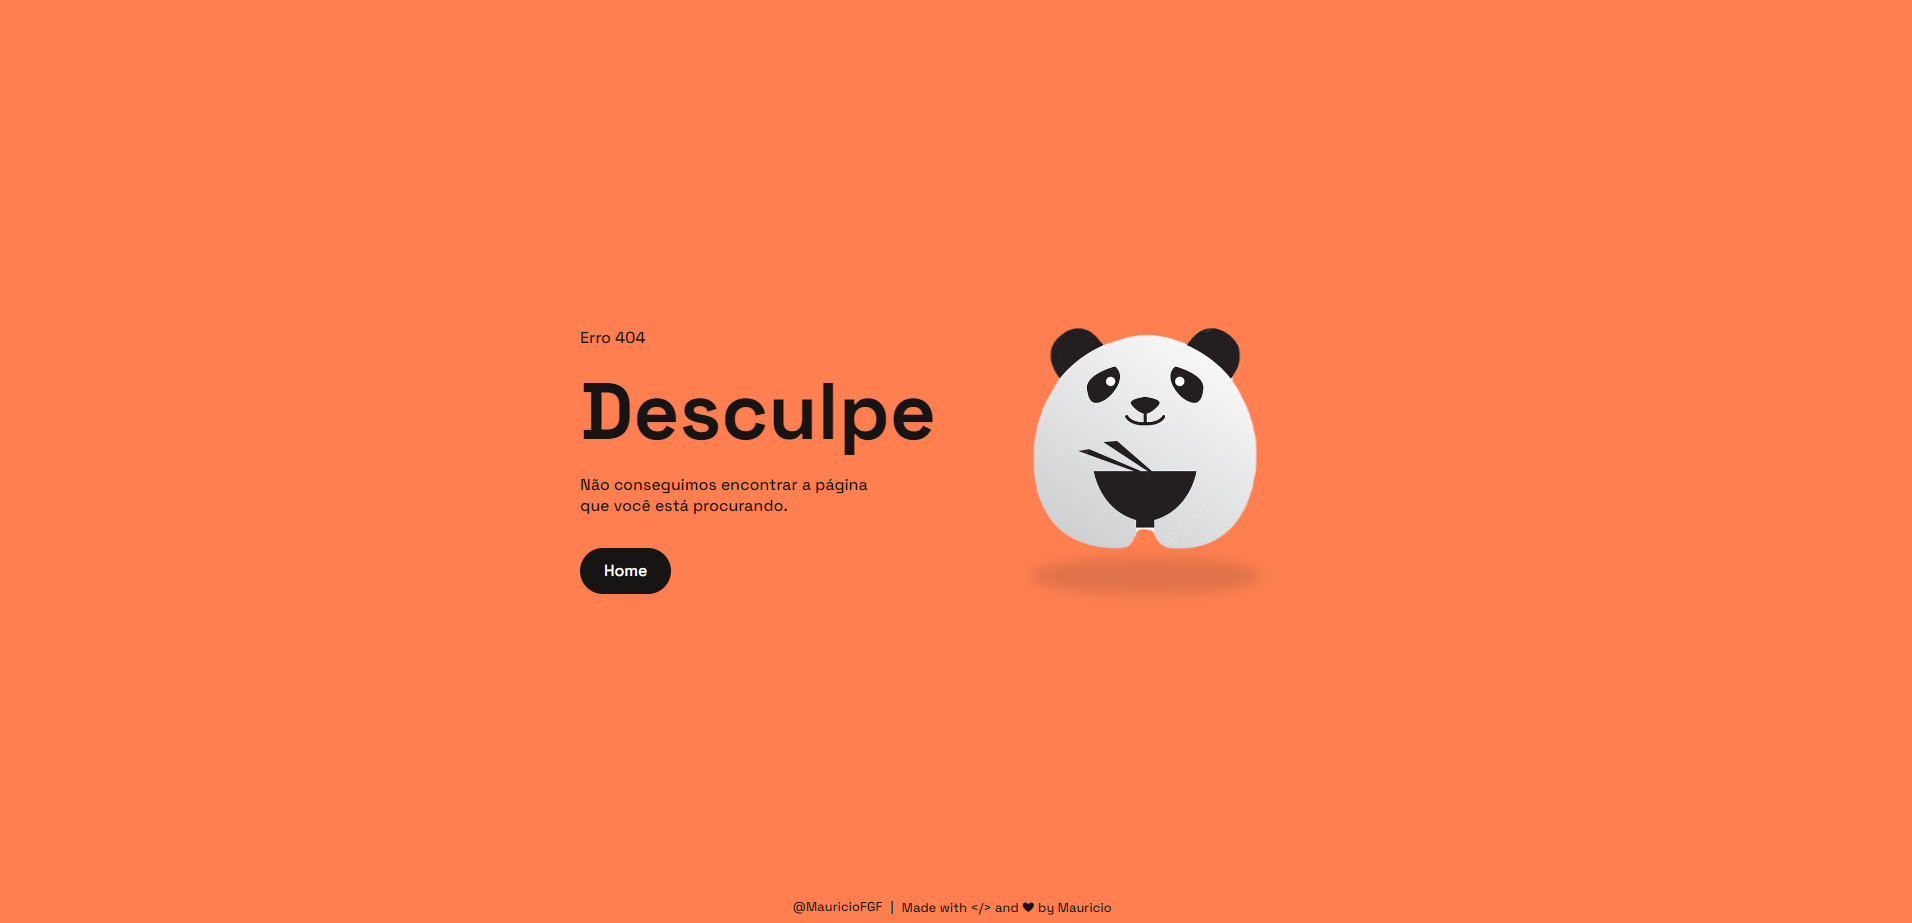 Erro 404
Desculpe
Não conseguimos encontrar a página
que você está procurando.
Home
@MauricioFGF | Made with </> and ♥ by Mauricio